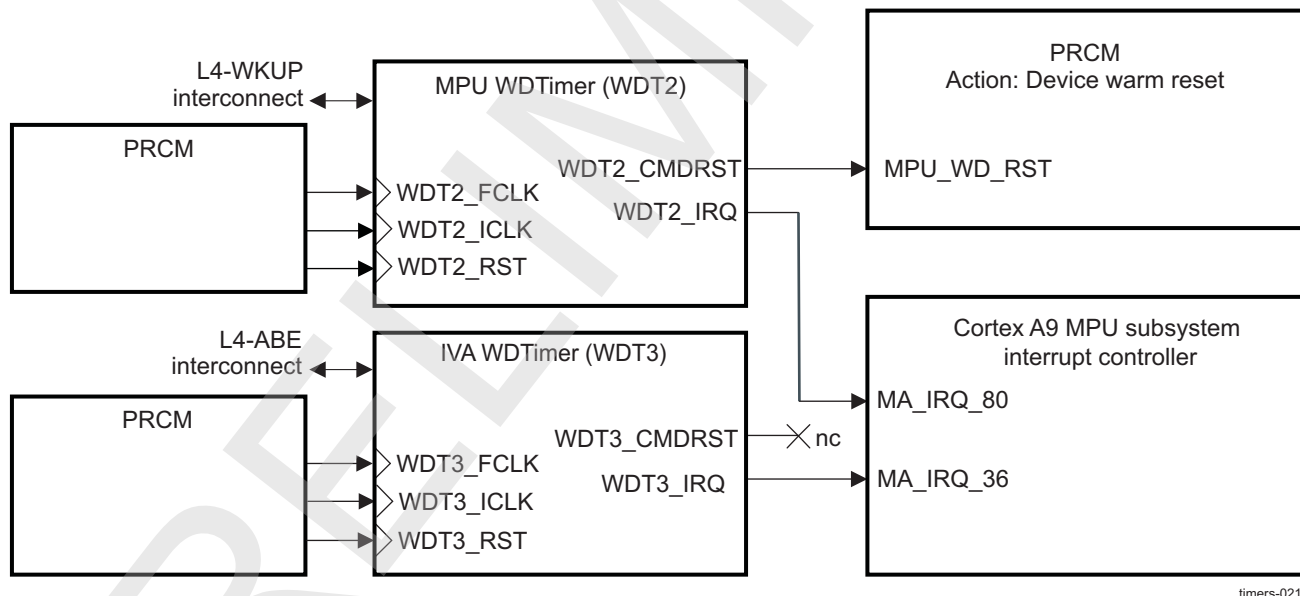 L4-WKUP
interconnect
PRCM
MPU WDTimer (WDT2)
WDT2_FCLK
WDT2_ICLK
WDT2_RST
WDT2_CMDRST
WDT2_IRQ
PRCM
Action: Device warm reset
MPU_WD_RST
L4-ABE
interconnect
PRCM
IVA WDTimer (WDT3)
WDT3_FCLK
WDT3_ICLK
WDT3_RST
WDT3_CMDRST
nc
WDT3_IRQ
Cortex A9 MPU subsystem
interrupt controller
MA_IRQ_80
MA_IRQ_36
timers-021